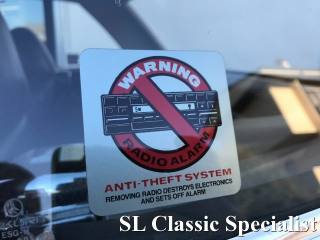 WARNING
RADIO ALARM
ANTI-THEFT SYSTEM
REMOVING RADIO DESTROYS ELECTRONICS
AND SETS OFF ALARM
SL Classic Specialist